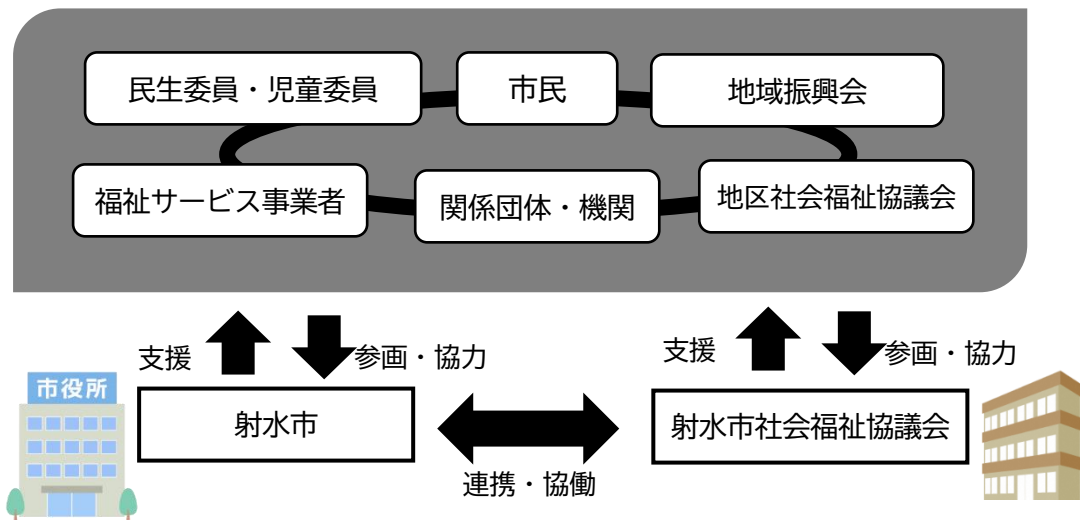 民生委員・児童委員
市民
地域振興会
福祉サービス事業者
関係団体・機関
地区社会福祉協議会
支援
参画・協力
支援
参画・協力
市役所
射水市
射水市社会福祉協議会
連携・協働